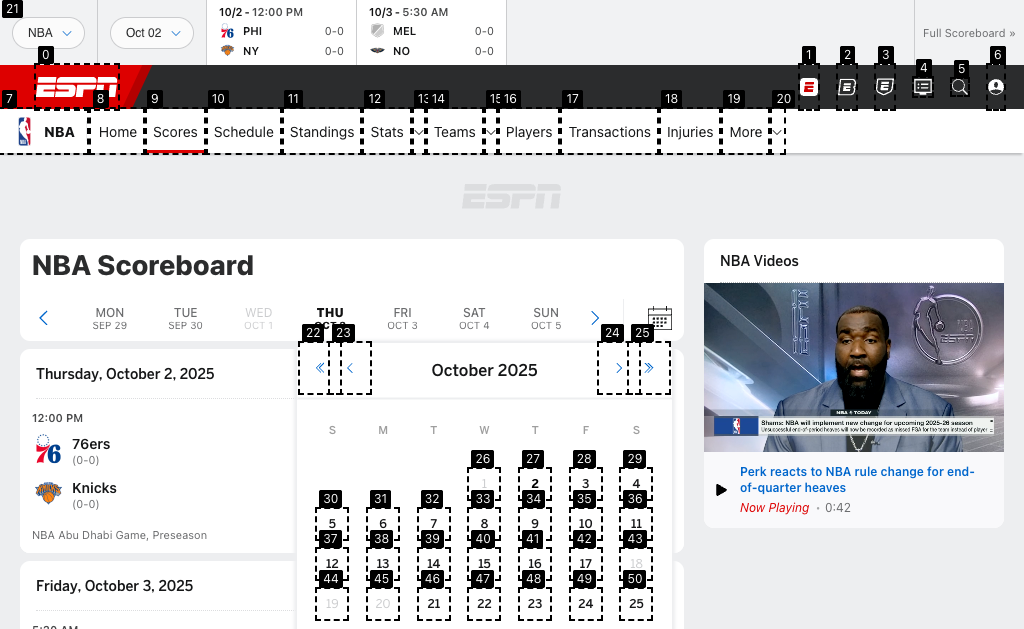 21
NBA
Oct 02
10/2 - 12:00 PM
PHI 0-0
NY 0-0
10/3 - 5:30 AM
MEL 0-0
NO 0-0
Full Scoreboard »
0 1 2 3 4 5 6
ESPN
7 8 9 10 11 12 13 14 15 16 17 18 19 20
NBA Home Scores Schedule Standings Stats Teams Players Transactions Injuries More
ESPN
NBA Scoreboard
MON TUE WED THU FRI SAT SUN
SEP 29 SEP 30 OCT 1 OCT 2 OCT 3 OCT 4 OCT 5
22 23 24 25
Thursday, October 2, 2025
12:00 PM
76ers
(0-0)
Knicks
(0-0)
NBA Abu Dhabi Game, Preseason
Friday, October 3, 2025
5:30 AM
October 2025
S M T W T F S
26 27 28 29
1 2 3 4
30 31 32 33 34 35 36
5 6 7 8 9 10 11
37 38 39 40 41 42 43
12 13 14 15 16 17 18
44 45 46 47 48 49 50
19 20 21 22 23 24 25
NBA Videos
NBA TODAY
Shams: NBA will implement new change for upcoming 2025-26 season
Unsuccessful end-of-period heaves will now be recorded as missed FGA for the team instead of player
Perk reacts to NBA rule change for end-
of-quarter heaves
Now Playing · 0:42